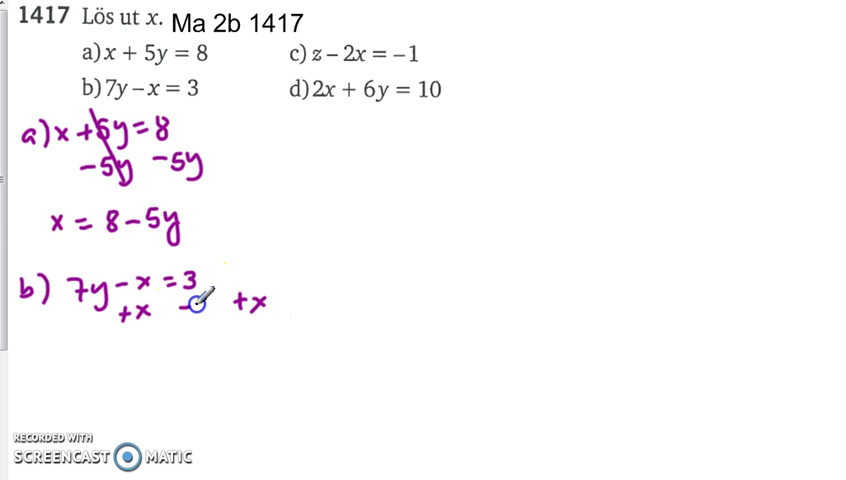 1417 Lös ut x. Ma 2b 1417
a) x + 5y = 8 c) z – 2x = –1
b) 7y – x = 3 d) 2x + 6y = 10
a) x + 5y = 8
-5y -5y
x = 8 - 5y
b) 7y - x = 3
+x - +x
RECORDED WITH
SCREENCAST MATIC